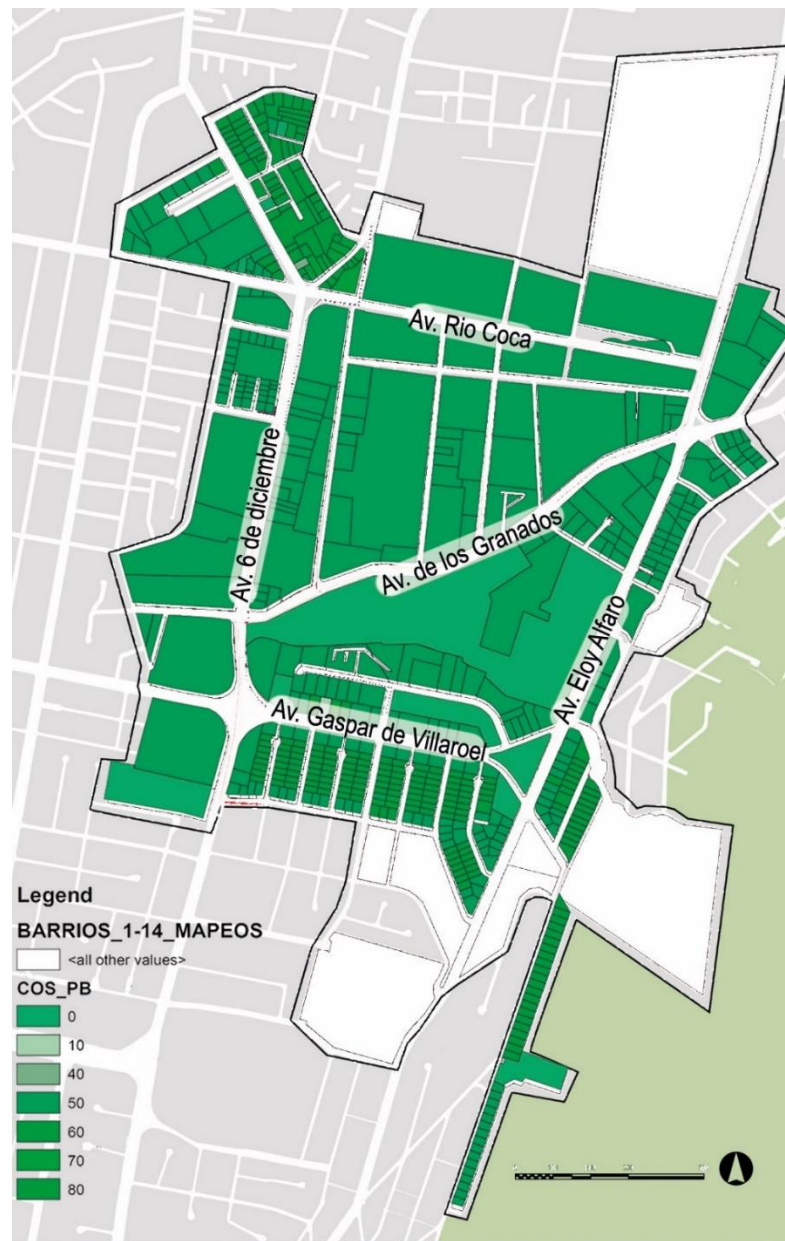 Av. Rio Coca
Av. 6 de diciembre
Av. de los Granados
Av. Eloy Alfaro
Av. Gaspar de Villaroel
Legend
BARRIOS_1-14_MAPEOS
<all other values>
COS_PB
0
10
40
50
60
70
80